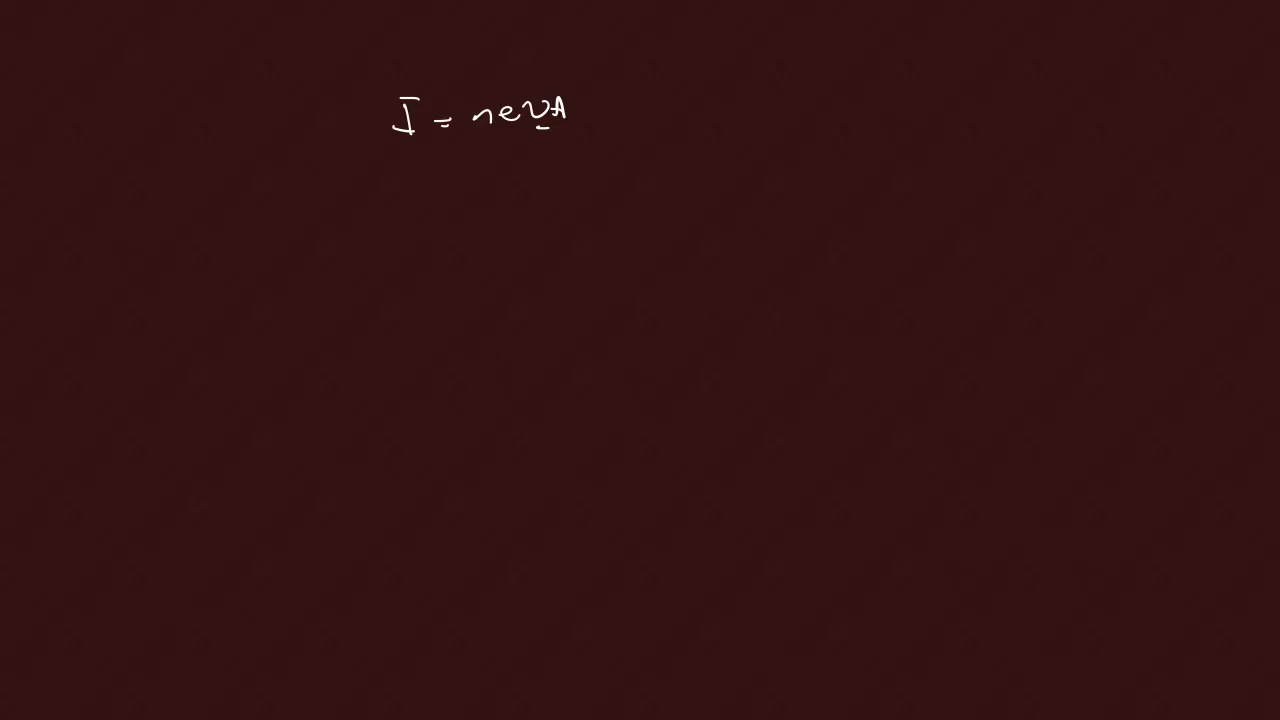 I = nevA